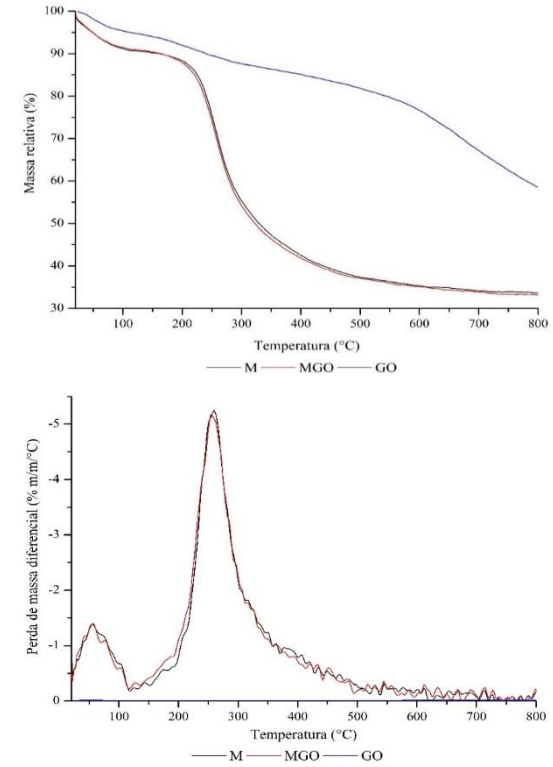 100
90
80
70
60
50
40
30
Massa relativa (%)
100 200 300 400 500 600 700 800
Temperatura (°C)
M MGO GO
-5
-4
-3
-2
-1
0
Perda de massa diferencial (% m/m/°C)
100 200 300 400 500 600 700 800
Temperatura (°C)
M MGO GO